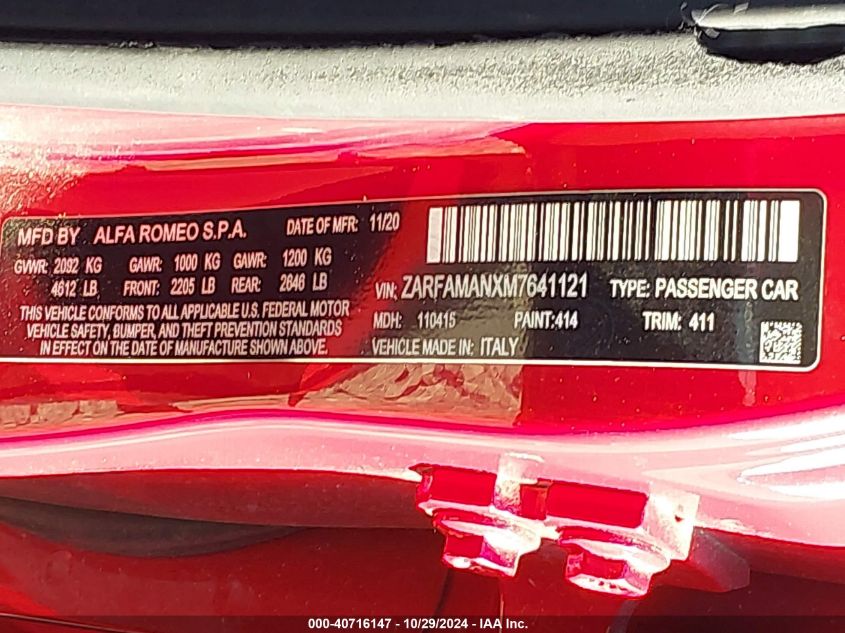 MFD BY ALFA ROMEO S.P.A. DATE OF MFR: 11/20
GVWR: 2092 KG GAWR: 1000 KG GAWR: 1200 KG
4612 LB FRONT: 2205 LB REAR: 2646 LB
THIS VEHICLE CONFORMS TO ALL APPLICABLE U.S. FEDERAL MOTOR
VEHICLE SAFETY, BUMPER, AND THEFT PREVENTION STANDARDS
IN EFFECT ON THE DATE OF MANUFACTURE SHOWN ABOVE.
VIN: ZARFAMANXM7641121 TYPE: PASSENGER CAR
MDH: 110415 PAINT: 414 TRIM: 411
VEHICLE MADE IN: ITALY
000-40716147 - 10/29/2024 - IAA Inc.